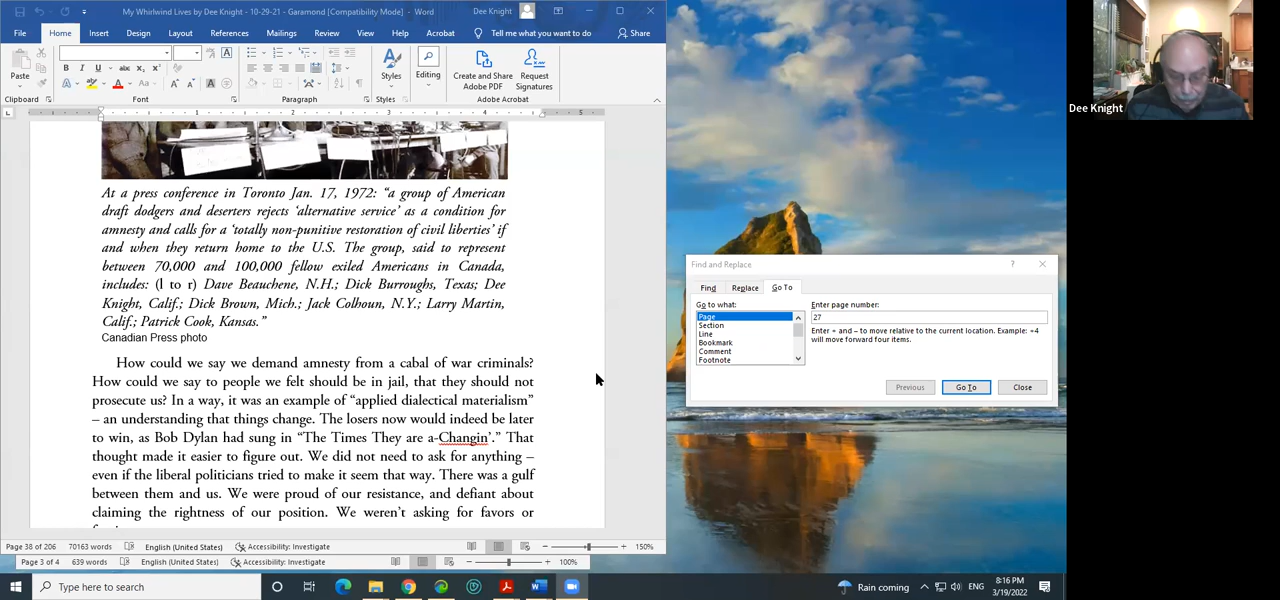 My Whirlwind Lives by Dee Knight - 10-29-21 - Garamond [Compatibility Mode] - Word
Dee Knight
File Home Insert Design Layout References Mailings Review View Help Acrobat Tell me what you want to do Share
Paste
Styles
Editing
Create and Share Adobe PDF
Request Signatures
Clipboard Font Paragraph Styles Adobe Acrobat
At a press conference in Toronto Jan. 17, 1972: “a group of American
draft dodgers and deserters rejects ‘alternative service’ as a condition for
amnesty and calls for a ‘totally non-punitive restoration of civil liberties’ if
and when they return home to the U.S. The group, said to represent
between 70,000 and 100,000 fellow exiled Americans in Canada,
includes: (l to r) Dave Beauchene, N.H.; Dick Burroughs, Texas; Dee
Knight, Calif.; Dick Brown, Mich.; Jack Colhoun, N.Y.; Larry Martin,
Calif.; Patrick Cook, Kansas.”
Canadian Press photo
How could we say we demand amnesty from a cabal of war criminals?
How could we say to people we felt should be in jail, that they should not
prosecute us? In a way, it was an example of “applied dialectical materialism”
– an understanding that things change. The losers now would indeed be later
to win, as Bob Dylan had sung in “The Times They are a-Changin’.” That
thought made it easier to figure out. We did not need to ask for anything –
even if the liberal politicians tried to make it seem that way. There was a gulf
between them and us. We were proud of our resistance, and defiant about
claiming the rightness of our position. We weren’t asking for favors or
Page 38 of 206 70163 words English (United States) Accessibility: Investigate 150%
Page 3 of 4 639 words English (United States) Accessibility: Investigate 100%
Find and Replace
Find Replace Go To
Go to what:
Page
Section
Line
Bookmark
Comment
Footnote
Enter page number:
27
Enter + and – to move relative to the current location. Example: +4
will move forward four items.
Previous Go To Close
Dee Knight
Type here to search
Rain coming
ENG
8:16 PM
3/19/2022